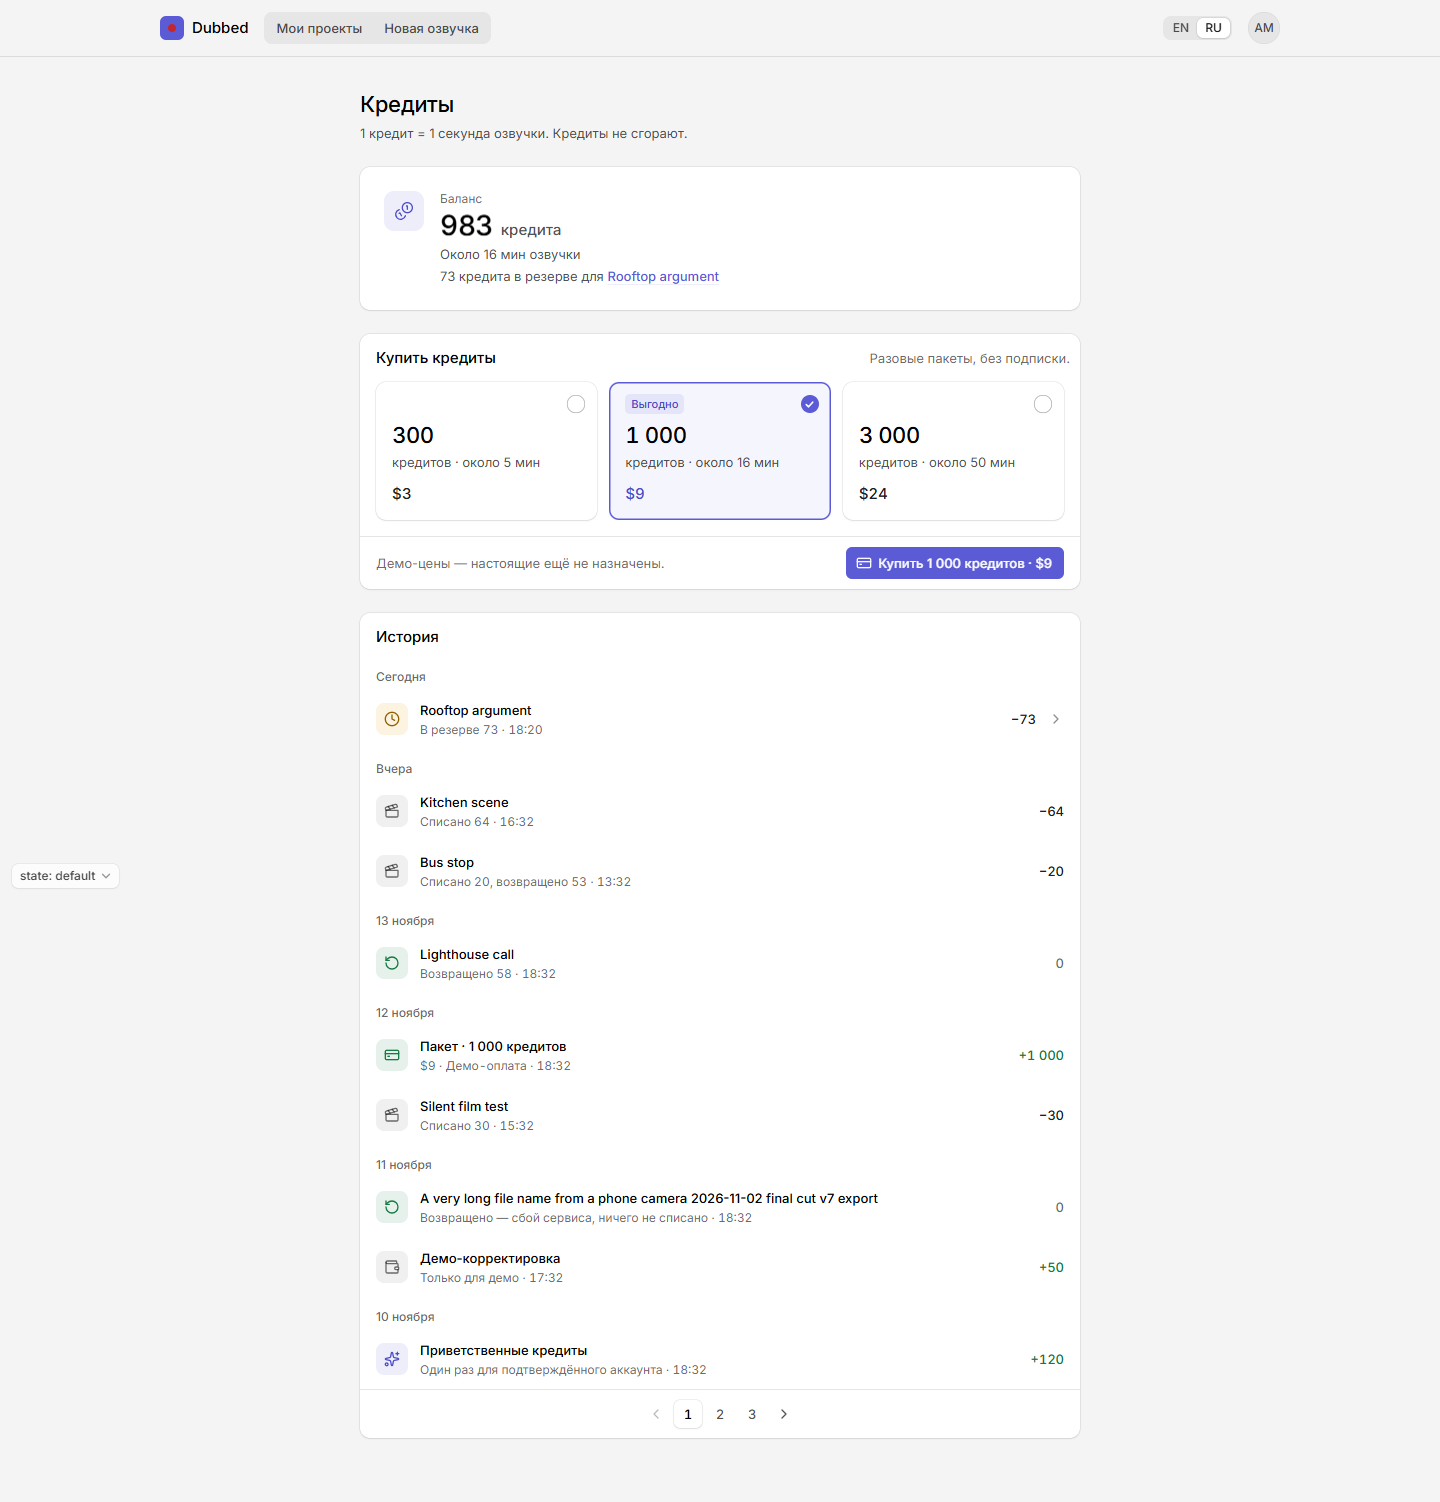 Dubbed
Мои проекты
Новая озвучка
EN
RU
AM
Кредиты
1 кредит = 1 секунда озвучки. Кредиты не сгорают.
Баланс
983 кредита
Около 16 мин озвучки
73 кредита в резерве для Rooftop argument
Купить кредиты
Разовые пакеты, без подписки.
300
кредитов · около 5 мин
$3
Выгодно
1 000
кредитов · около 16 мин
$9
3 000
кредитов · около 50 мин
$24
Демо-цены — настоящие ещё не назначены.
Купить 1 000 кредитов · $9
История
Сегодня
Rooftop argument
В резерве 73 · 18:20
−73
Вчера
Kitchen scene
Списано 64 · 16:32
−64
Bus stop
Списано 20, возвращено 53 · 13:32
−20
state: default
13 ноября
Lighthouse call
Возвращено 58 · 18:32
0
12 ноября
Пакет · 1 000 кредитов
$9 · Демо-оплата · 18:32
+1 000
Silent film test
Списано 30 · 15:32
−30
11 ноября
A very long file name from a phone camera 2026-11-02 final cut v7 export
Возвращено — сбой сервиса, ничего не списано · 18:32
0
Демо-корректировка
Только для демо · 17:32
+50
10 ноября
Приветственные кредиты
Один раз для подтверждённого аккаунта · 18:32
+120
1 2 3